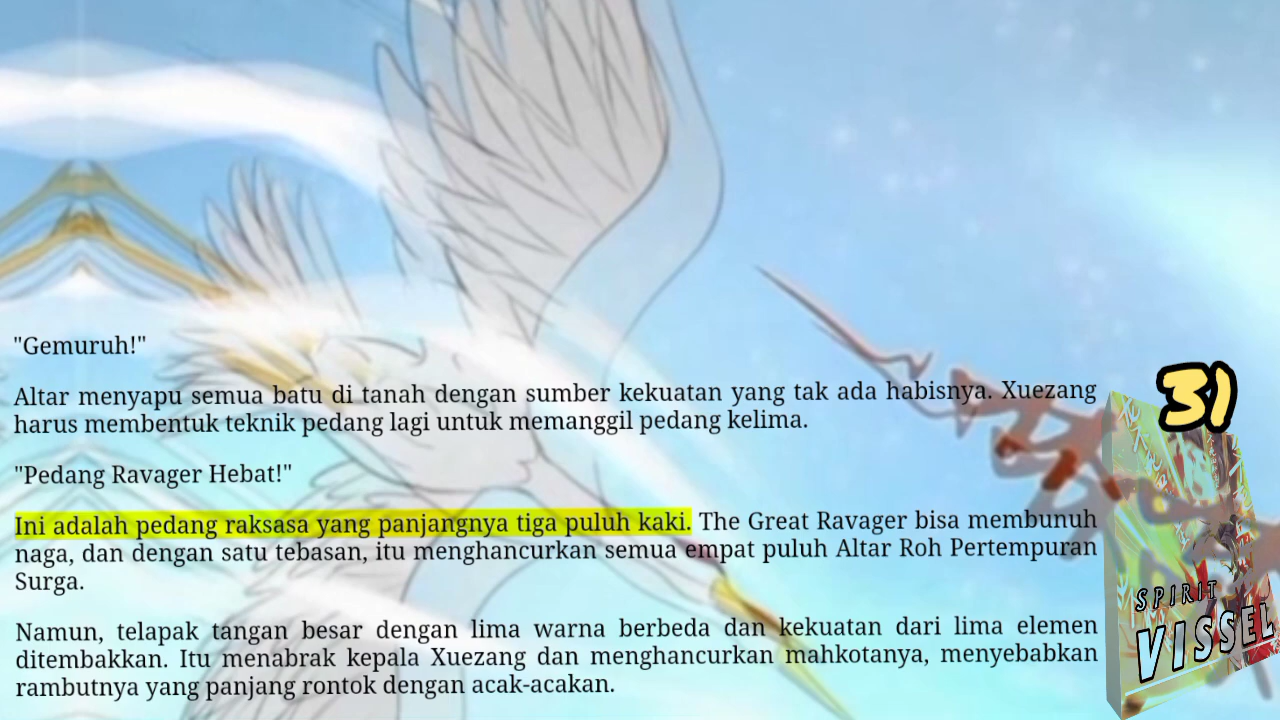 "Gemuruh!"
Altar menyapu semua batu di tanah dengan sumber kekuatan yang tak ada habisnya. Xuezang
harus membentuk teknik pedang lagi untuk memanggil pedang kelima.
"Pedang Ravager Hebat!"
Ini adalah pedang raksasa yang panjangnya tiga puluh kaki. The Great Ravager bisa membunuh
naga, dan dengan satu tebasan, itu menghancurkan semua empat puluh Altar Roh Pertempuran
Surga.
Namun, telapak tangan besar dengan lima warna berbeda dan kekuatan dari lima elemen
ditembakkan. Itu menabrak kepala Xuezang dan menghancurkan mahkotanya, menyebabkan
rambutnya yang panjang rontok dengan acak-acakan.
31
SPIRIT
VISSEL